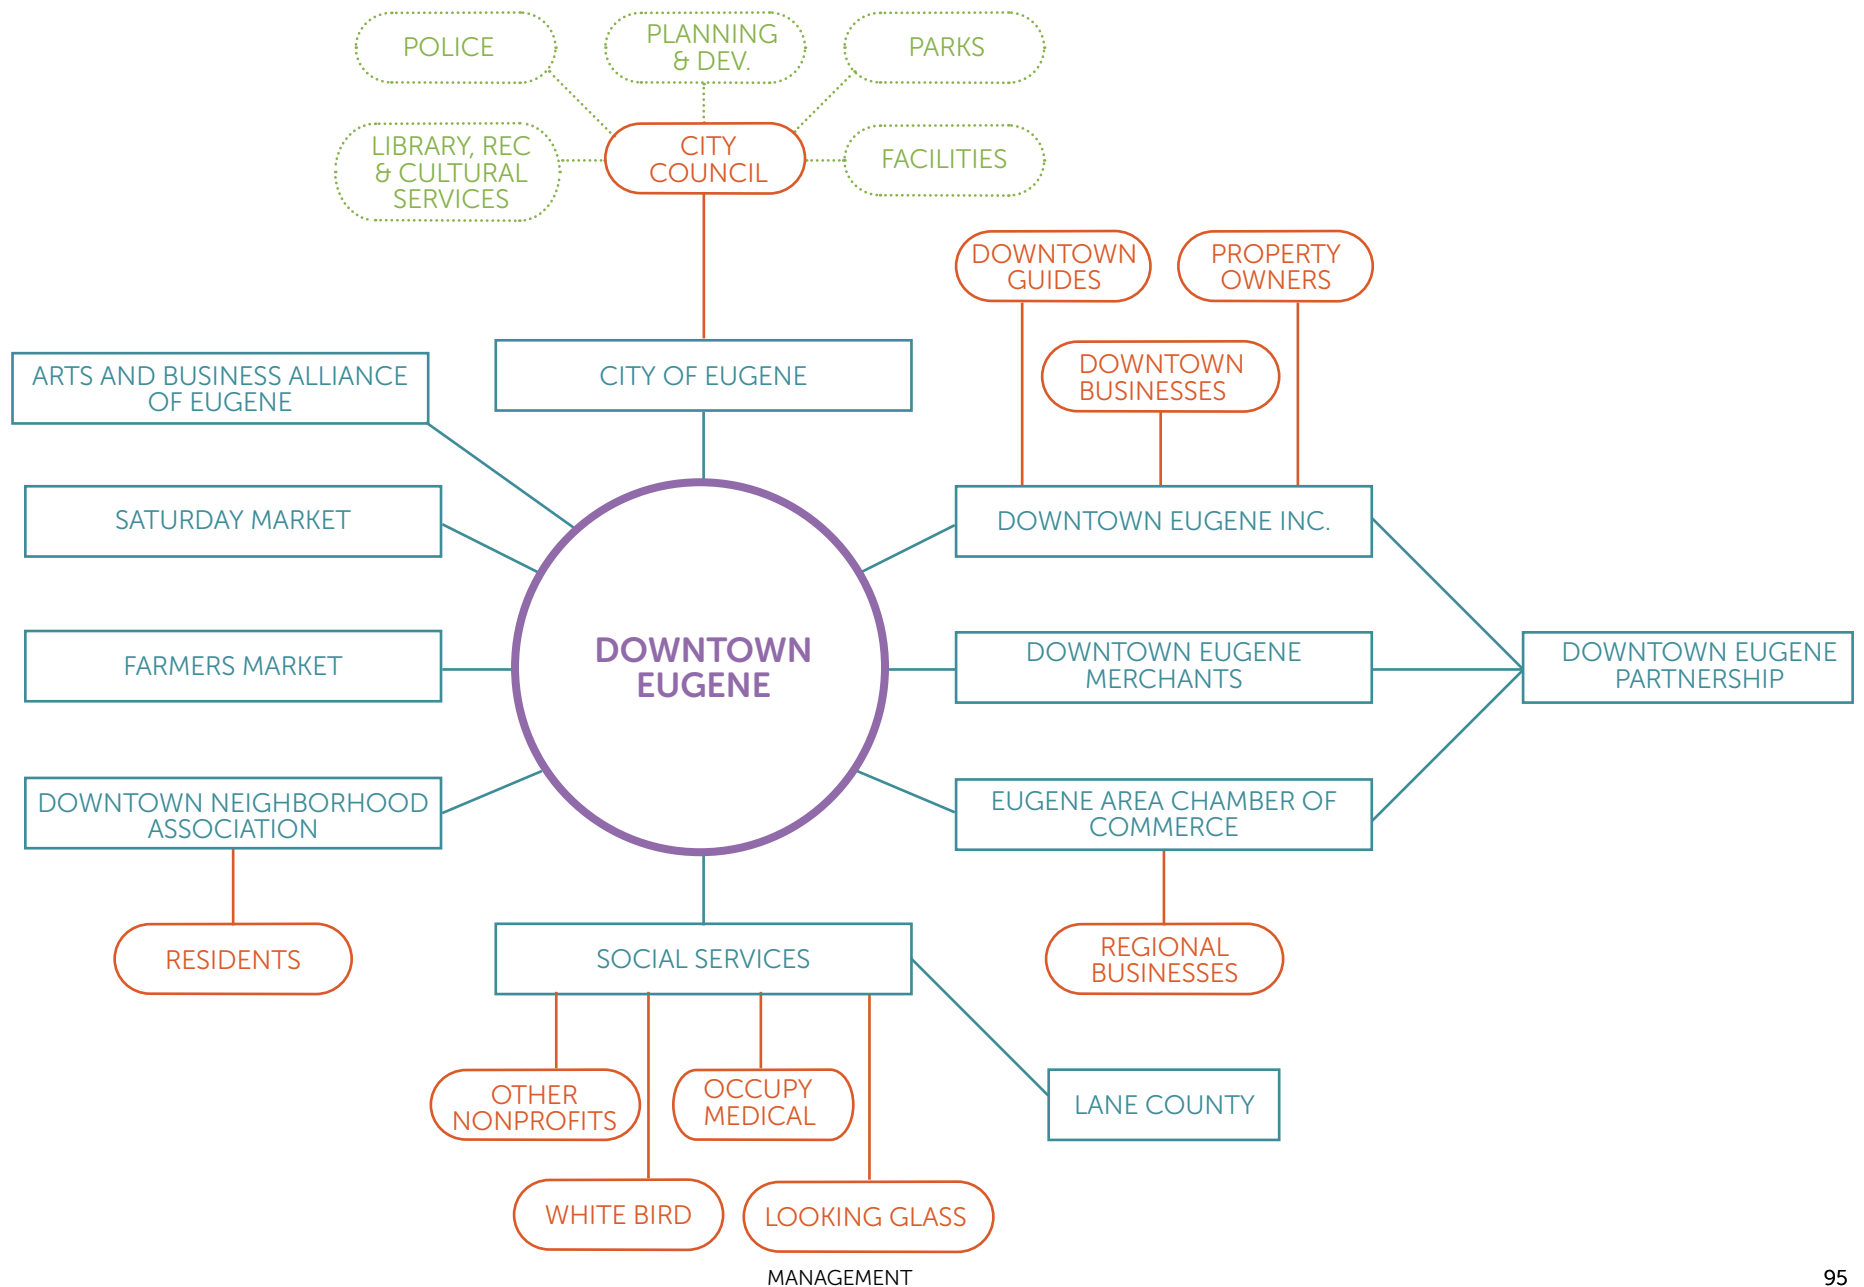 POLICE
PLANNING
& DEV.
PARKS
LIBRARY, REC
& CULTURAL
SERVICES
CITY
COUNCIL
FACILITIES
DOWNTOWN
GUIDES
PROPERTY
OWNERS
DOWNTOWN
BUSINESSES
ARTS AND BUSINESS ALLIANCE
OF EUGENE
CITY OF EUGENE
SATURDAY MARKET
DOWNTOWN EUGENE INC.
FARMERS MARKET
DOWNTOWN
EUGENE
DOWNTOWN EUGENE
MERCHANTS
DOWNTOWN EUGENE
PARTNERSHIP
DOWNTOWN NEIGHBORHOOD
ASSOCIATION
EUGENE AREA CHAMBER OF
COMMERCE
RESIDENTS
SOCIAL SERVICES
REGIONAL
BUSINESSES
OTHER
NONPROFITS
OCCUPY
MEDICAL
LANE COUNTY
WHITE BIRD
LOOKING GLASS
MANAGEMENT
95